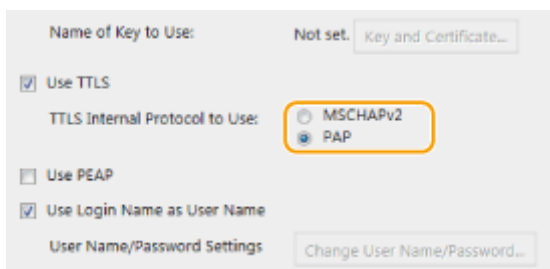 Name of Key to Use: Not set. Key and Certificate...
Use TTLS
TTLS Internal Protocol to Use: MSCHAPv2
PAP
Use PEAP
Use Login Name as User Name
User Name/Password Settings Change User Name/Password...